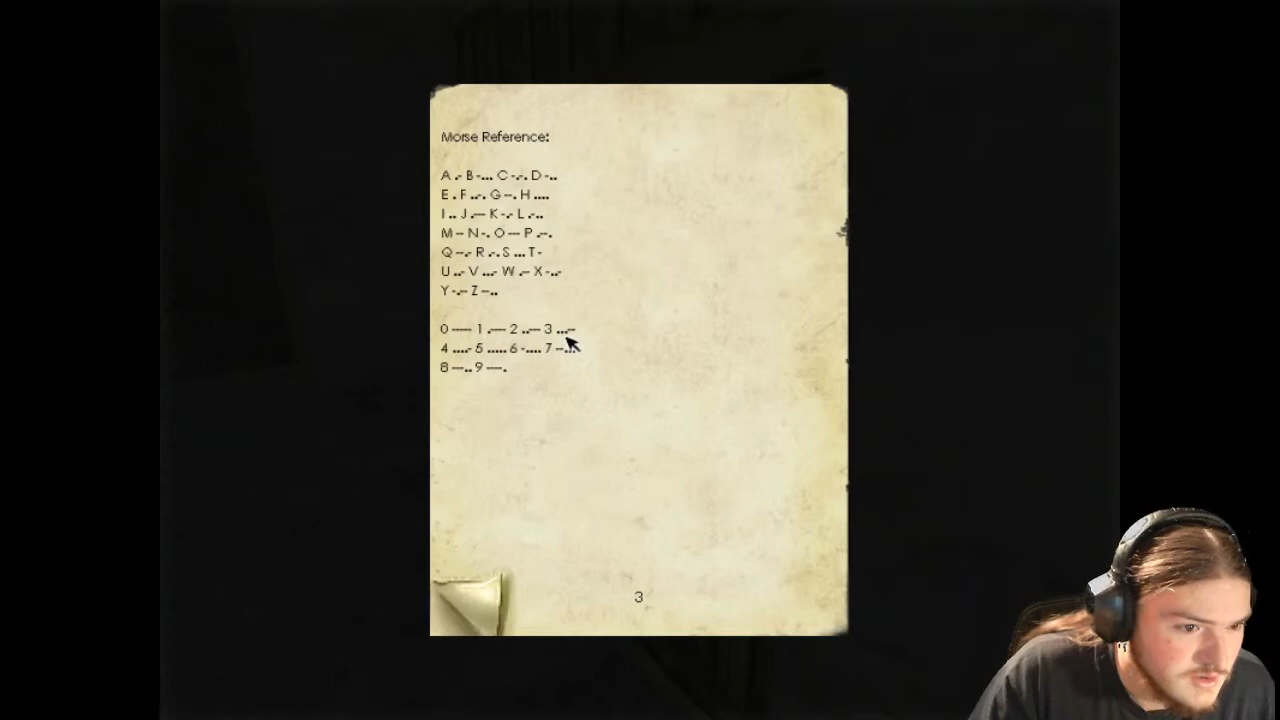 Morse Reference:
A .- B -... C -.-. D -..
E . F ..-. G --. H ....
I .. J .--- K -.- L .-..
M -- N -. O --- P .--.
Q --.- R .-. S ... T -
U ..- V ...- W .-- X -..-
Y -.-- Z --..
0 ----- 1 .---- 2 ..--- 3 ...--
4 ....- 5 ..... 6 -.... 7 --...
8 ---.. 9 ----.
3